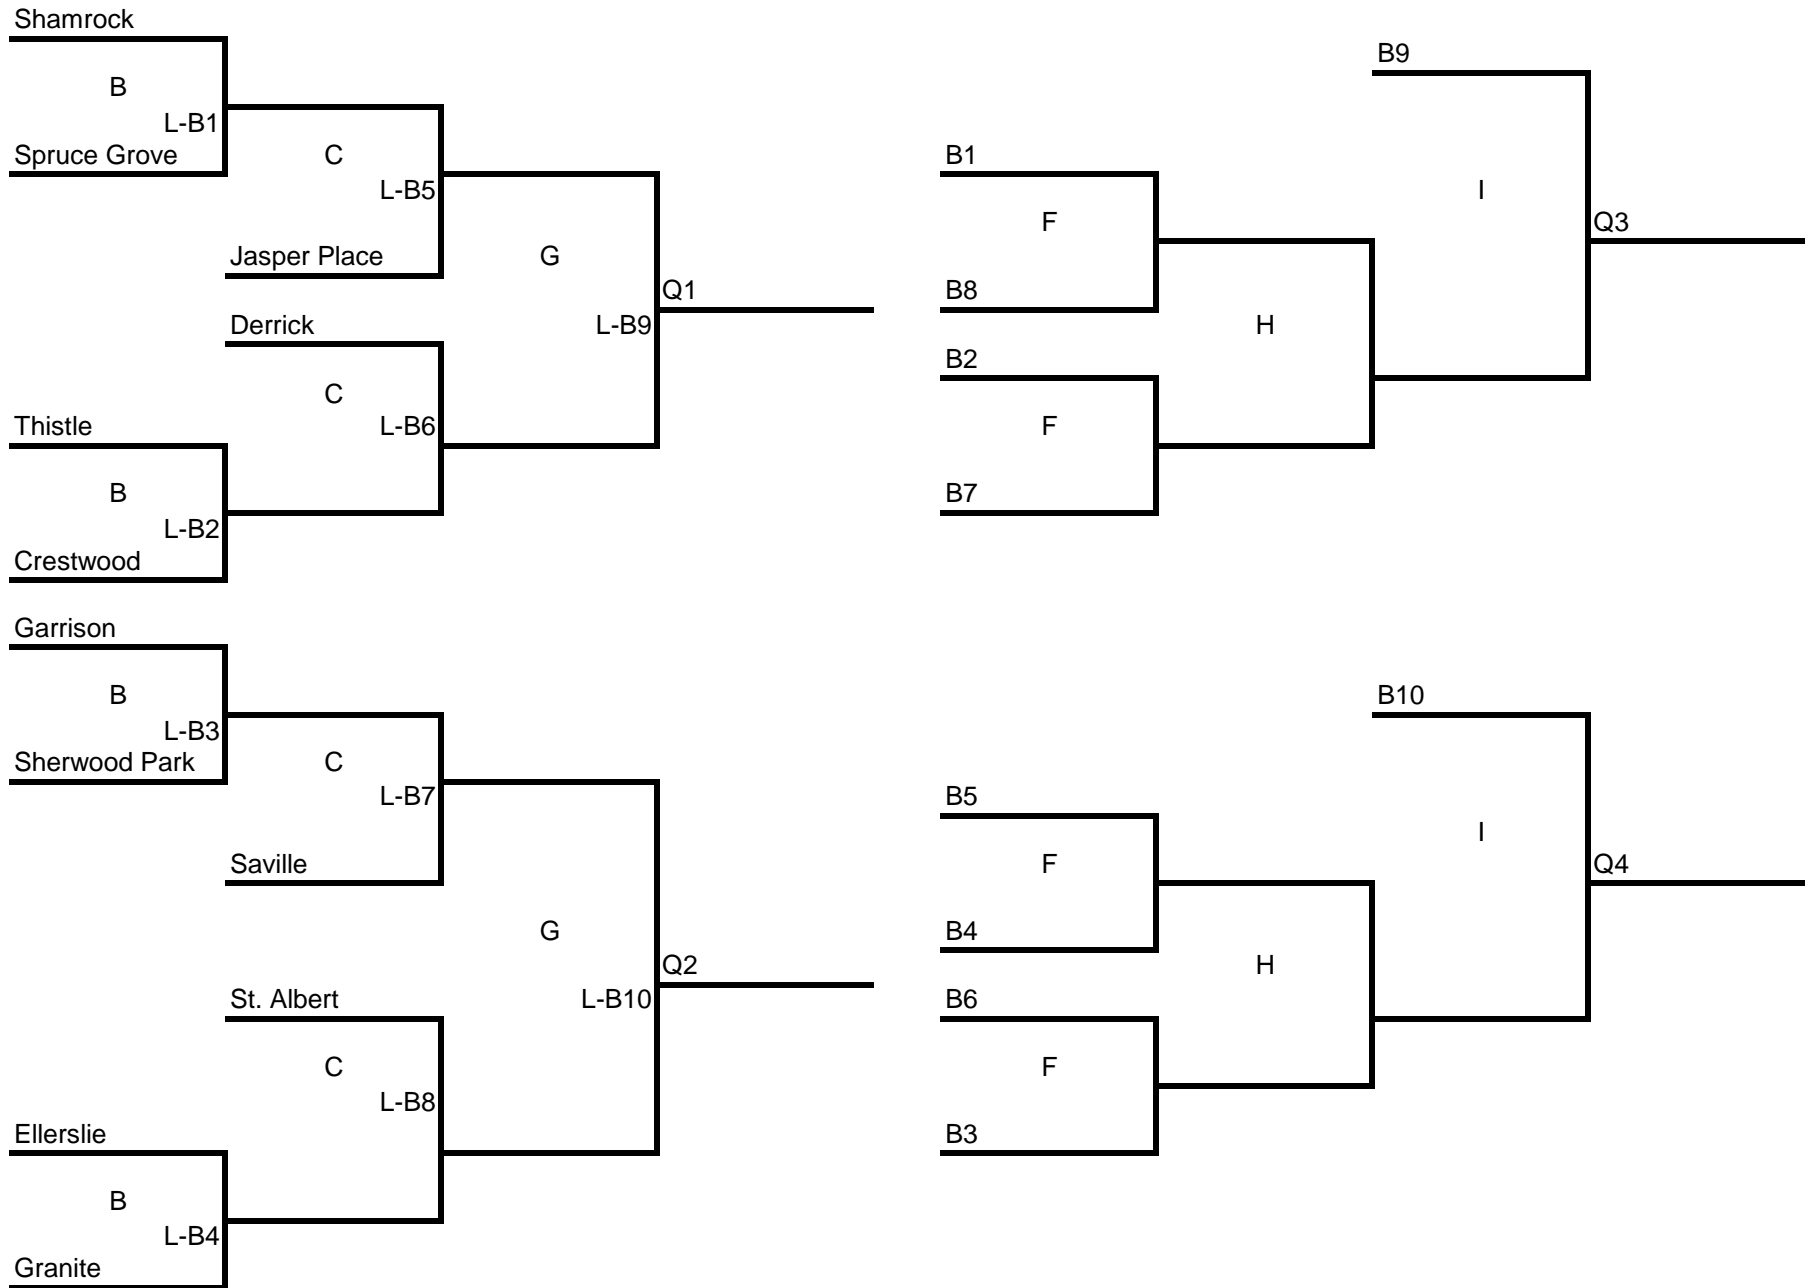 Shamrock
B
L-B1
Spruce Grove
C
L-B5
Jasper Place
G
Q1
Derrick
L-B9
C
Thistle
L-B6
B
L-B2
Crestwood
Garrison
B
L-B3
Sherwood Park
C
L-B7
Saville
G
Q2
St. Albert
L-B10
C
L-B8
Ellerslie
B
L-B4
Granite
B9
B1
I
F
Q3
B8
H
B2
F
B7
B10
B5
I
F
Q4
B4
H
B6
F
B3